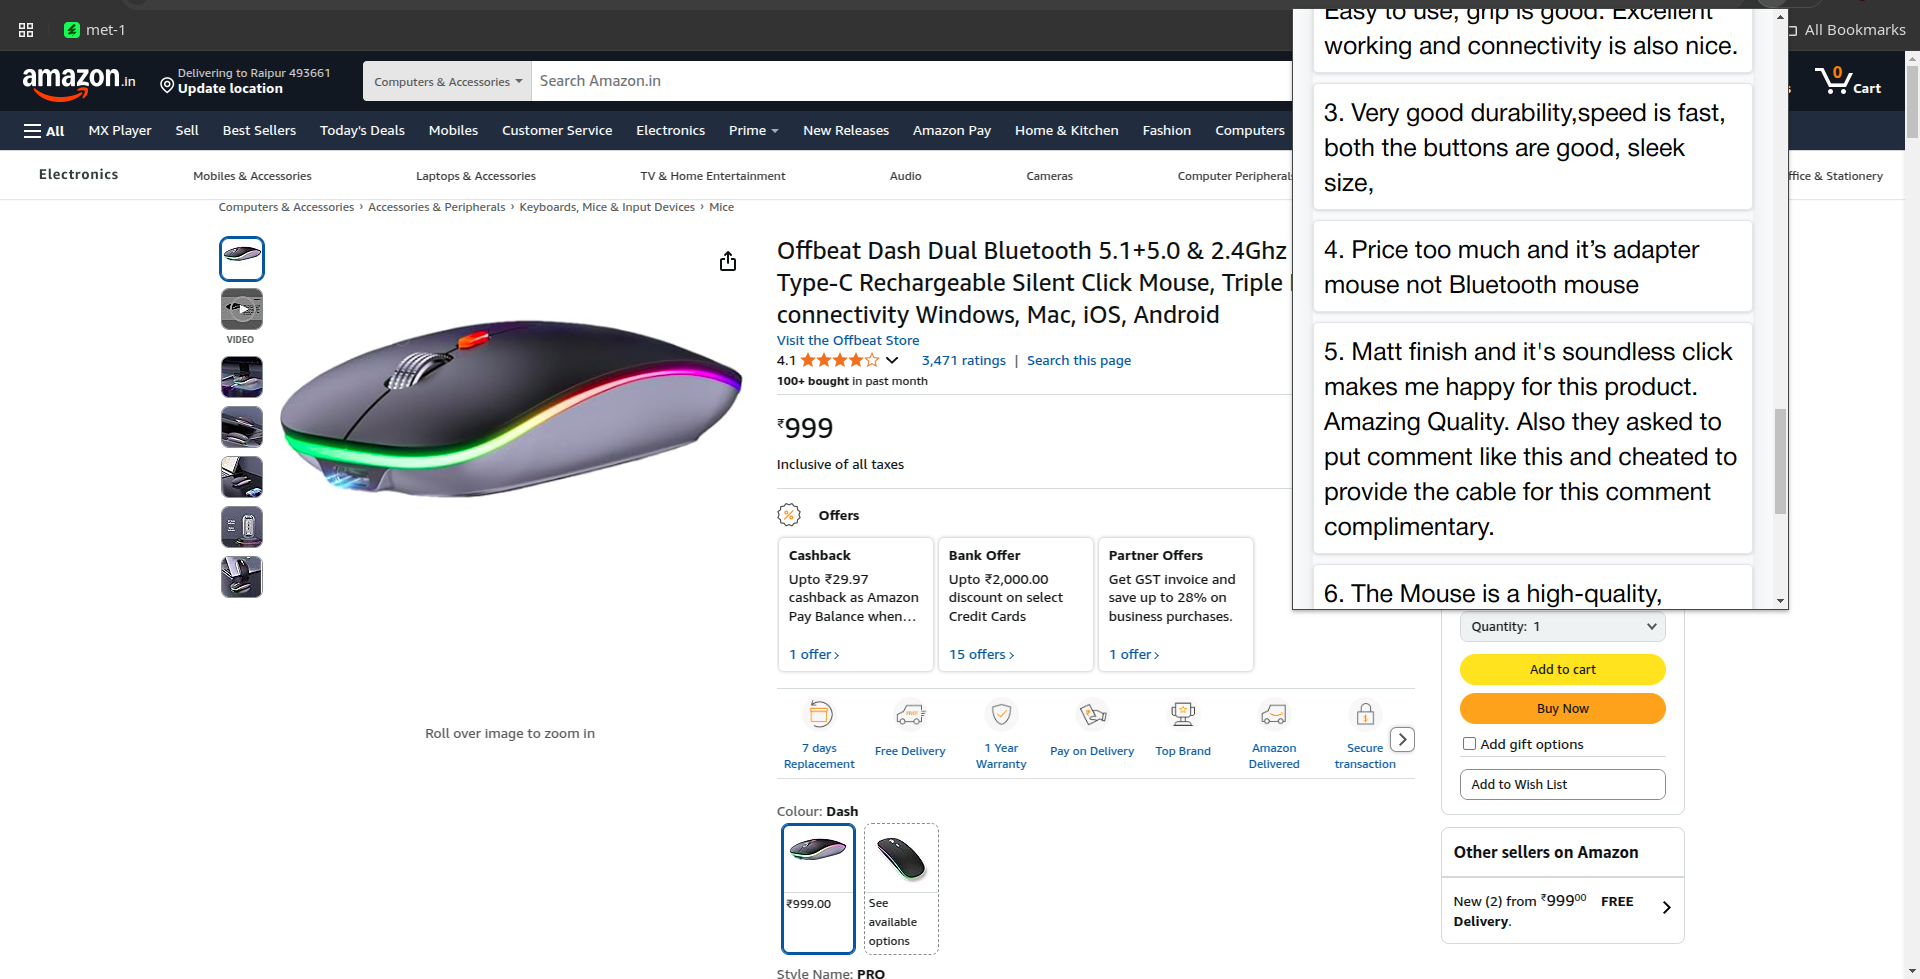 met-1
All Bookmarks
amazon.in
Delivering to Raipur 493661
Update location
Computers & Accessories
Search Amazon.in
0
Cart
All
MX Player
Sell
Best Sellers
Today's Deals
Mobiles
Customer Service
Electronics
Prime
New Releases
Amazon Pay
Home & Kitchen
Fashion
Computers
Electronics
Mobiles & Accessories
Laptops & Accessories
TV & Home Entertainment
Audio
Cameras
Computer Peripherals
ffice & Stationery
Computers & Accessories › Accessories & Peripherals › Keyboards, Mice & Input Devices › Mice
VIDEO
Roll over image to zoom in
Offbeat Dash Dual Bluetooth 5.1+5.0 & 2.4Ghz
Type-C Rechargeable Silent Click Mouse, Triple
connectivity Windows, Mac, iOS, Android
Visit the Offbeat Store
4.1 3,471 ratings | Search this page
100+ bought in past month
₹999
Inclusive of all taxes
Offers
Cashback
Upto ₹29.97
cashback as Amazon
Pay Balance when…
1 offer ›
Bank Offer
Upto ₹2,000.00
discount on select
Credit Cards
15 offers ›
Partner Offers
Get GST invoice and
save up to 28% on
business purchases.
1 offer ›
7 days
Replacement
Free Delivery
1 Year
Warranty
Pay on Delivery
Top Brand
Amazon
Delivered
Secure
transaction
Colour: Dash
₹999.00
See
available
options
Style Name: PRO
Easy to use, grip is good. Excellent
working and connectivity is also nice.
3. Very good durability,speed is fast,
both the buttons are good, sleek
size,
4. Price too much and it’s adapter
mouse not Bluetooth mouse
5. Matt finish and it's soundless click
makes me happy for this product.
Amazing Quality. Also they asked to
put comment like this and cheated to
provide the cable for this comment
complimentary.
6. The Mouse is a high-quality,
Quantity: 1
Add to cart
Buy Now
Add gift options
Add to Wish List
Other sellers on Amazon
New (2) from ₹999⁰⁰ FREE
Delivery.